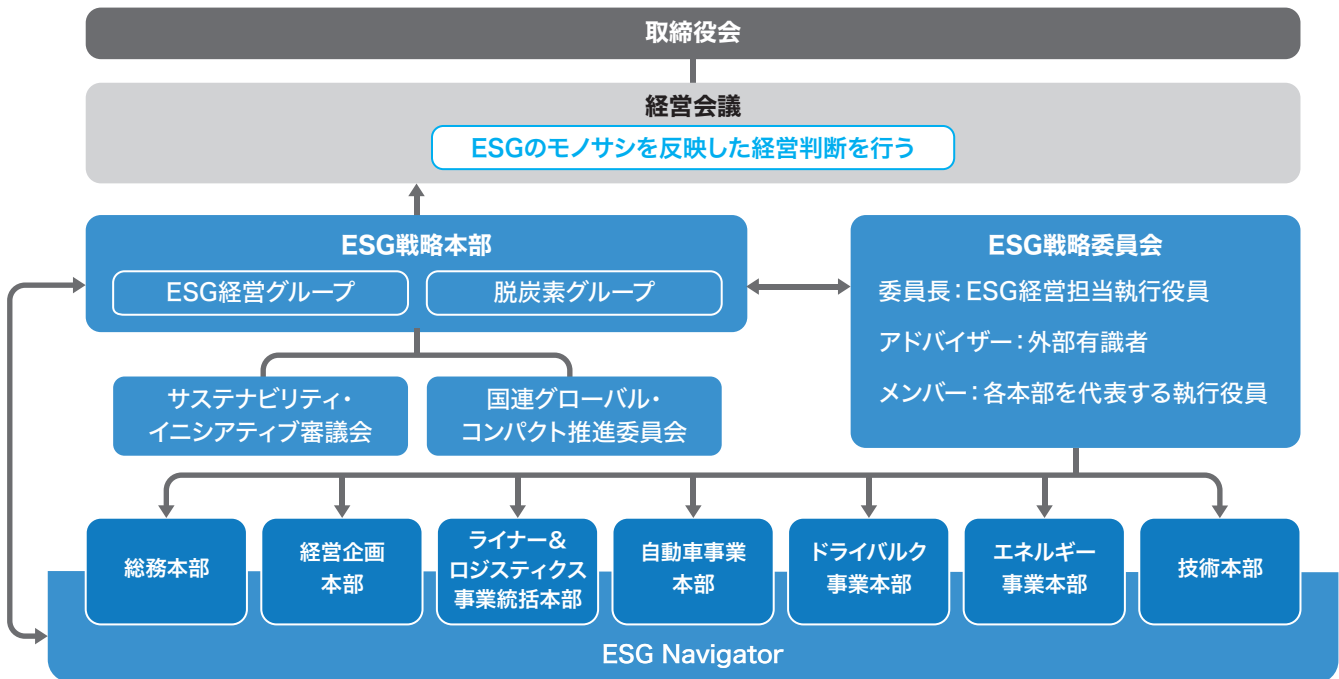 取締役会
経営会議
ESGのモノサシを反映した経営判断を行う
ESG戦略本部
ESG経営グループ
脱炭素グループ
ESG戦略委員会
委員長：ESG経営担当執行役員
アドバイザー：外部有識者
メンバー：各本部を代表する執行役員
サステナビリティ・
イニシアティブ審議会
国連グローバル・
コンパクト推進委員会
総務本部
経営企画
本部
ライナー＆
ロジスティクス
事業統括本部
自動車事業
本部
ドライバルク
事業本部
エネルギー
事業本部
技術本部
ESG Navigator